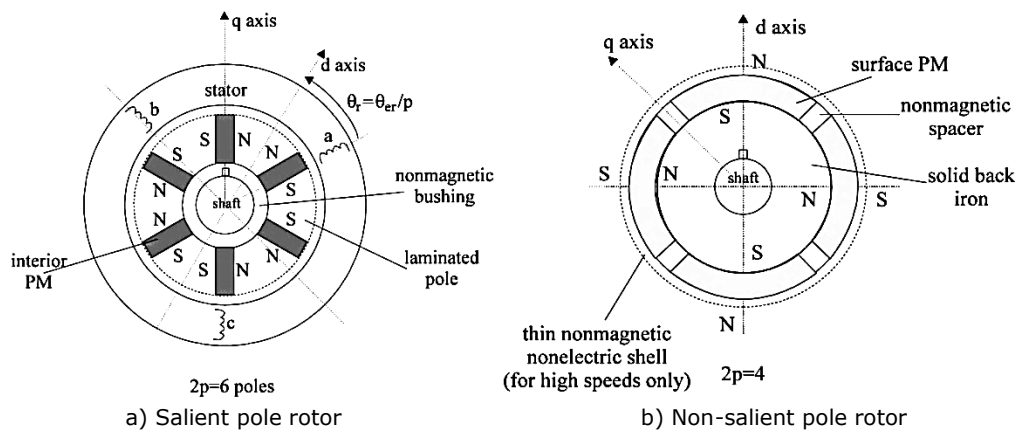 q axis
d axis
θr=θer/p
stator
b
a
S N
S N
N S
shaft
nonmagnetic
bushing
N S
S N
S N
interior
PM
laminated
pole
c
2p=6 poles
a) Salient pole rotor
d axis
q axis
N
surface PM
nonmagnetic
spacer
S
shaft
S N N S
solid back
iron
S
N
thin nonmagnetic
nonelectric shell
(for high speeds only)
2p=4
b) Non-salient pole rotor